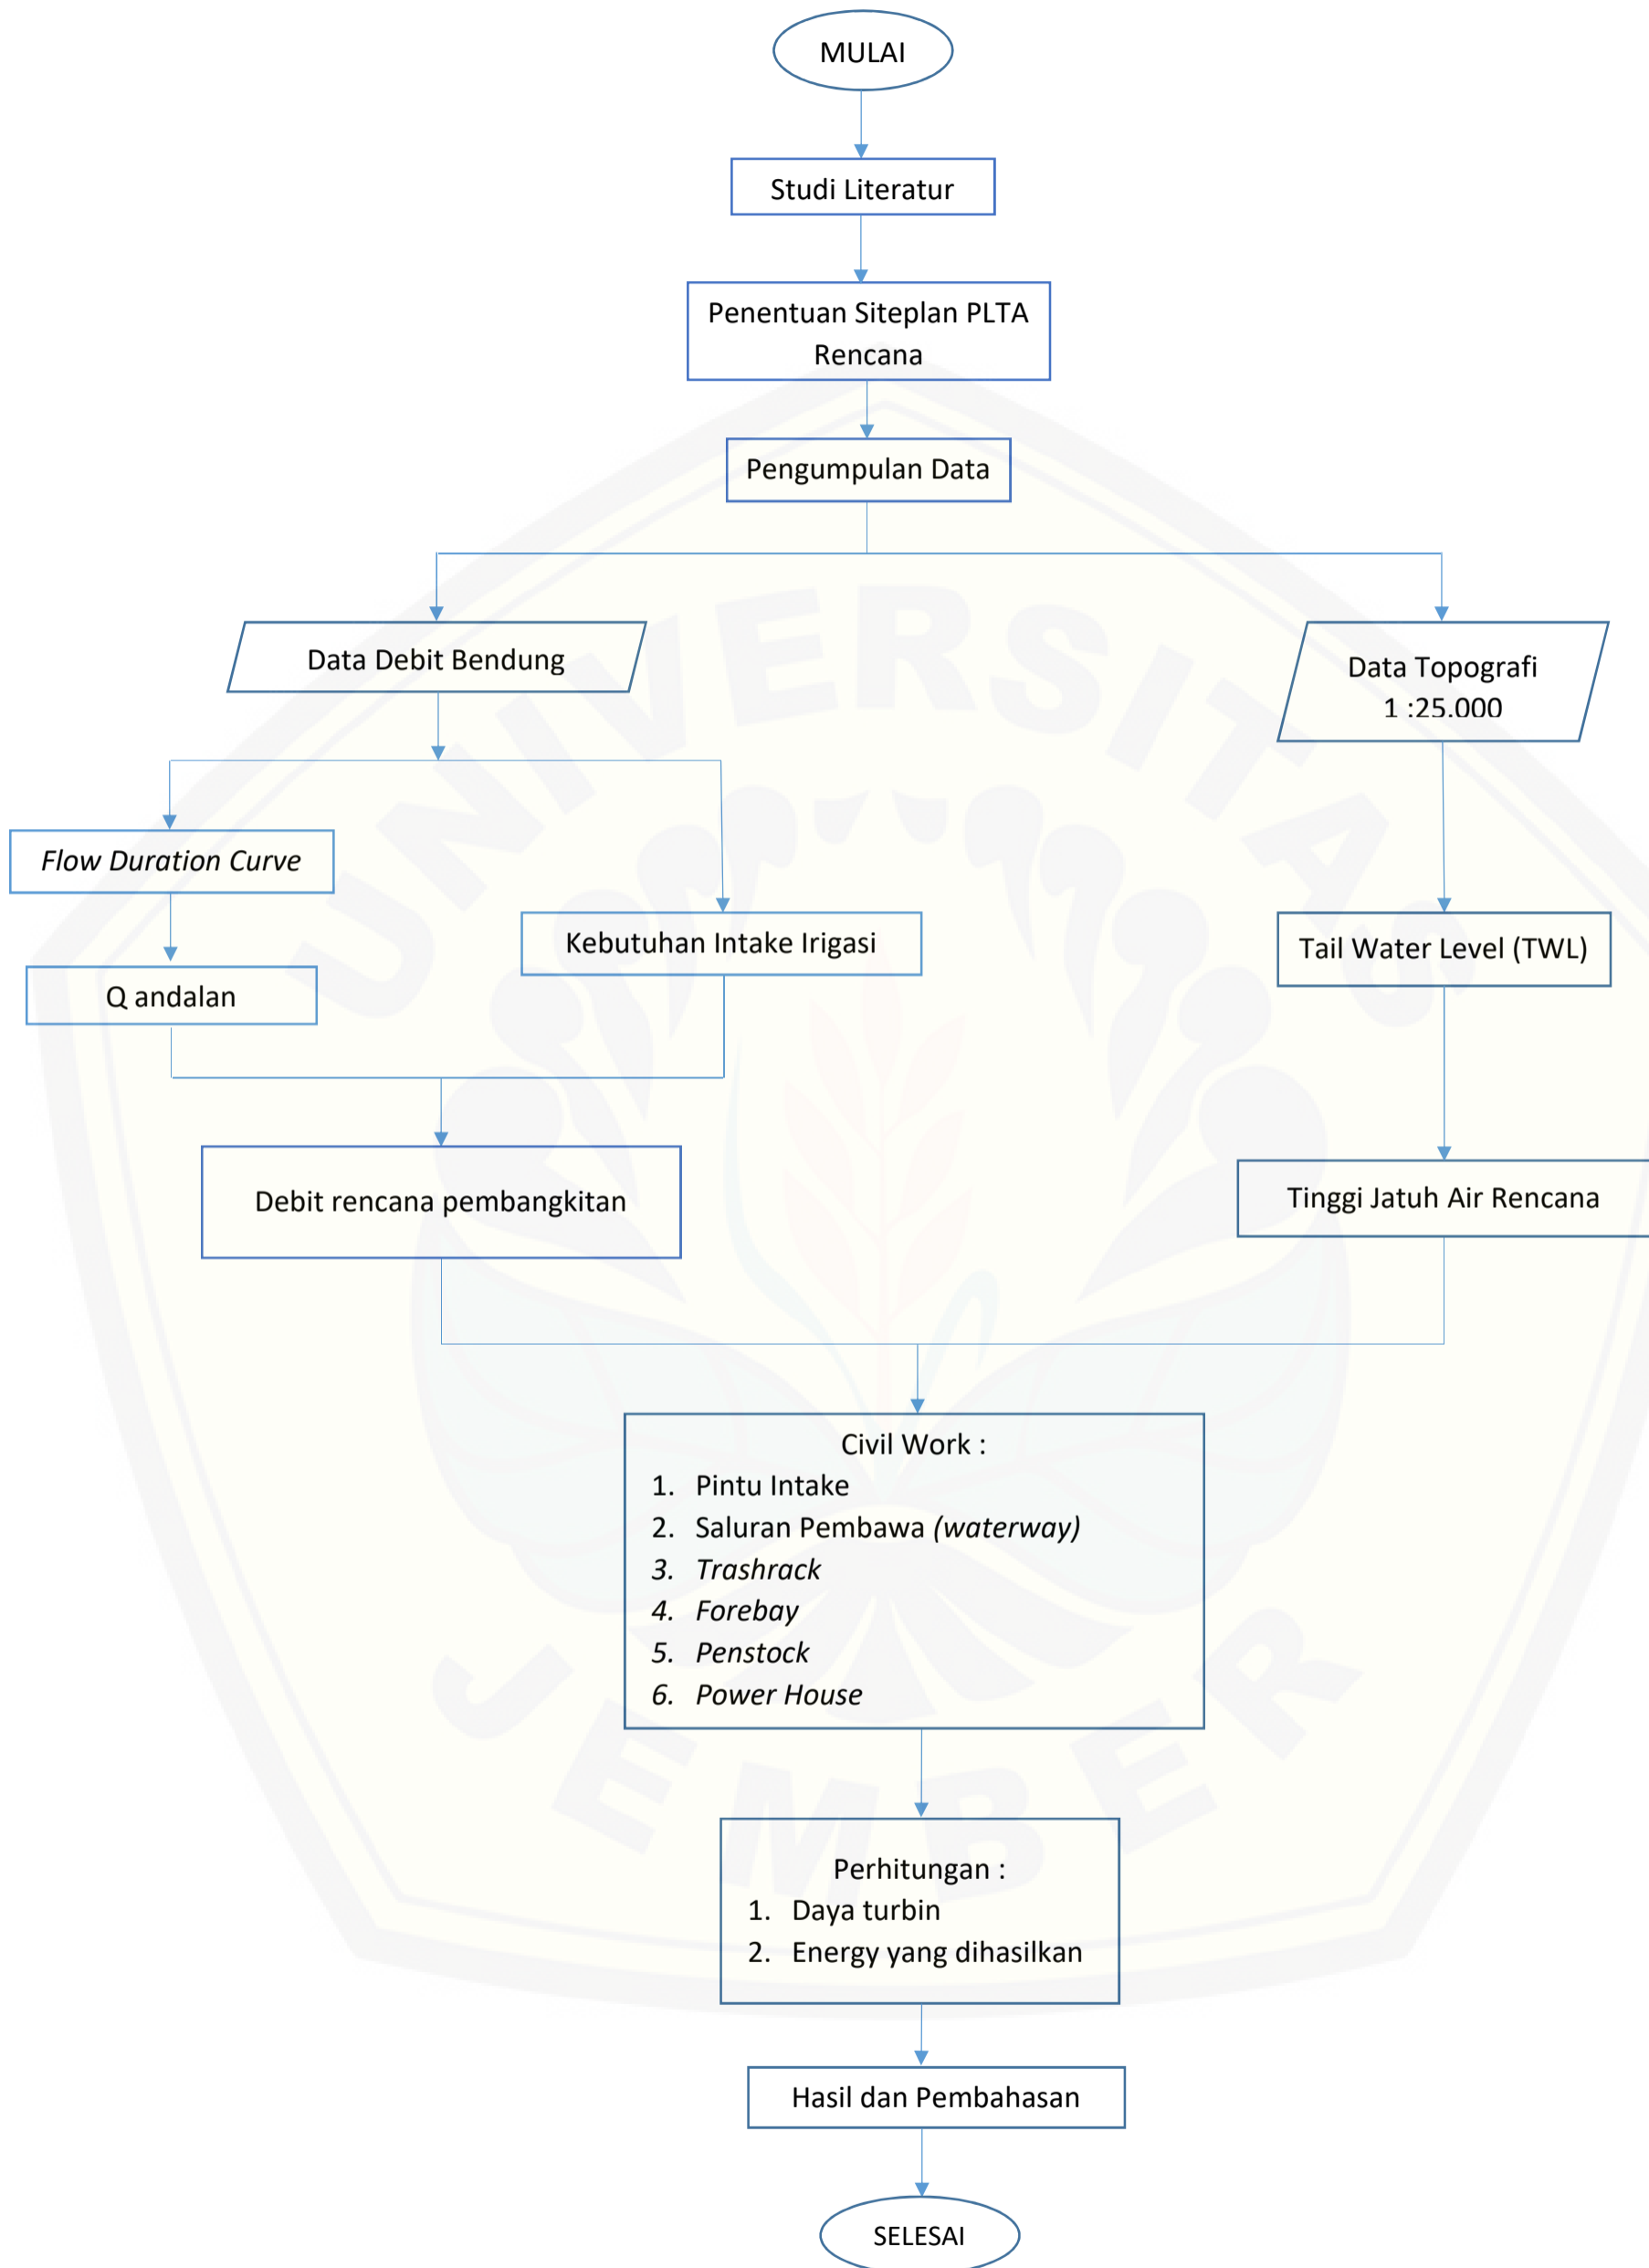 MULAI
Studi Literatur
Penentuan Siteplan PLTA
Rencana
Pengumpulan Data
Data Debit Bendung
Data Topografi
1 :25.000
Flow Duration Curve
Kebutuhan Intake Irigasi
Tail Water Level (TWL)
Q andalan
Debit rencana pembangkitan
Tinggi Jatuh Air Rencana
Civil Work :
1. Pintu Intake
2. Saluran Pembawa (waterway)
3. Trashrack
4. Forebay
5. Penstock
6. Power House
Perhitungan :
1. Daya turbin
2. Energy yang dihasilkan
Hasil dan Pembahasan
SELESAI
UNIVERSITAS
JEMBER